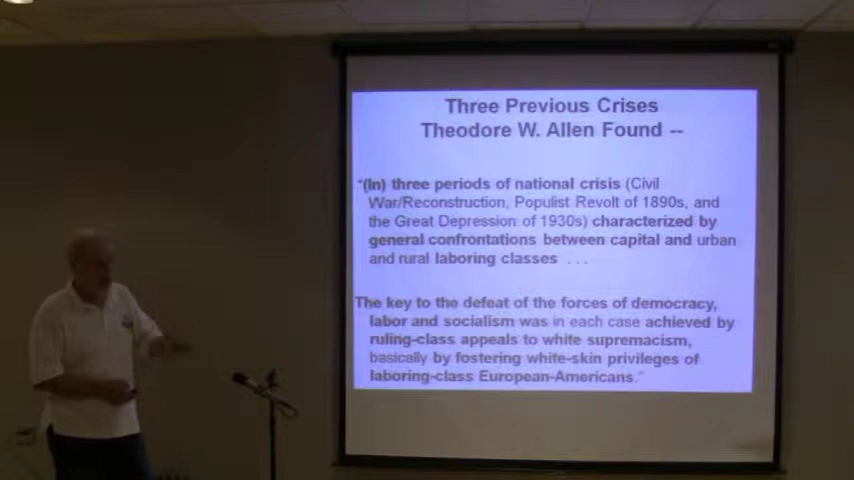 Three Previous Crises
Theodore W. Allen Found --
"(In) three periods of national crisis (Civil
War/Reconstruction, Populist Revolt of 1890s, and
the Great Depression of 1930s) characterized by
general confrontations between capital and urban
and rural laboring classes . . .
The key to the defeat of the forces of democracy,
labor and socialism was in each case achieved by
ruling-class appeals to white supremacism,
basically by fostering white-skin privileges of
laboring-class European-Americans."